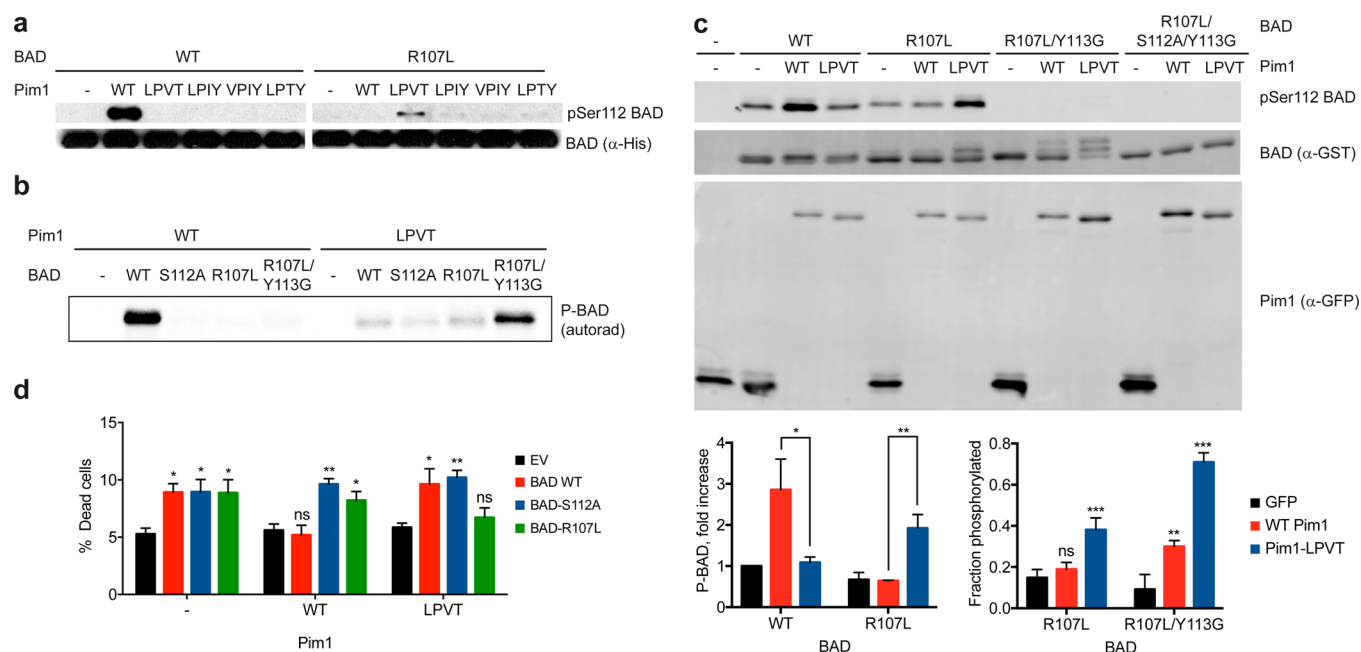 a
BAD WT R107L
Pim1 - WT LPVT LPIY VPIY LPTY - WT LPVT LPIY VPIY LPTY
pSer112 BAD
BAD (α-His)
b
Pim1 WT LPVT
BAD - WT S112A R107L R107L/ Y113G - WT S112A R107L R107L/ Y113G
P-BAD
(autorad)
c
- WT R107L R107L/Y113G R107L/ S112A/Y113G BAD
- - WT LPVT - WT LPVT - WT LPVT - WT LPVT Pim1
pSer112 BAD
BAD (α-GST)
Pim1 (α-GFP)
P-BAD, fold increase
4
3
2
1
0
* **
WT R107L
BAD
Fraction phosphorylated
0.8
0.6
0.4
0.2
0.0
ns *** ** ***
R107L R107L/Y113G
BAD
GFP
WT Pim1
Pim1-LPVT
d
% Dead cells
15
10
5
0
* * * ns ** * * ** ns
- WT LPVT
Pim1
EV
BAD WT
BAD-S112A
BAD-R107L